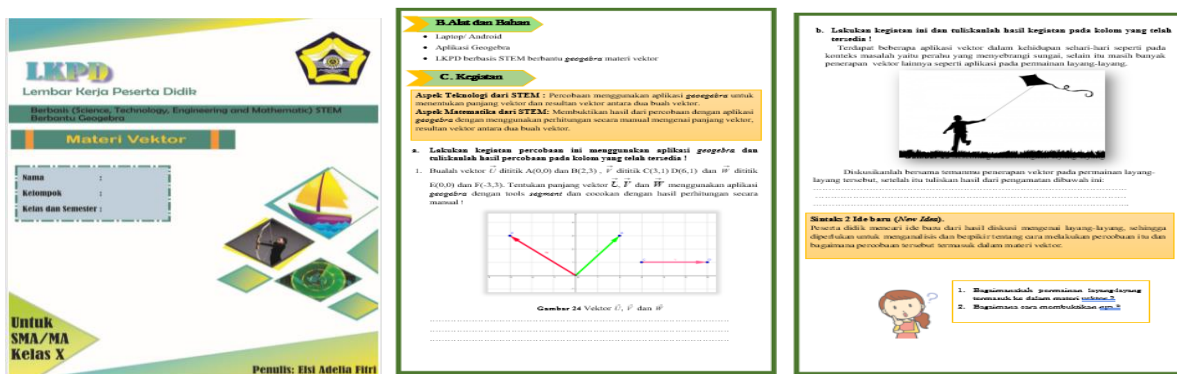 LKPD
Lembar Kerja Peserta Didik
Berbasis (Science, Technology, Engineering and Mathematic) STEM
Berbantu Geogebra
Materi Vektor
Nama :
Kelompok :
Kelas dan Semester :
Untuk
SMA/MA
Kelas X
Penulis: Elsi Adelia Fitri
B.Alat dan Bahan
• Laptop/ Android
• Aplikasi Geogebra
• LKPD berbasis STEM berbantu geogebra materi vektor
C. Kegiatan
Aspek Teknologi dari STEM : Percobaan menggunakan aplikasi geogebra untuk
menentukan panjang vektor dan resultan vektor antara dua buah vektor.
Aspek Matematika dari STEM: Membuktikan hasil dari percobaan dengan aplikasi
geogebra dengan menggunakan perhitungan secara manual mengenai panjang vektor,
resultan vektor antara dua buah vektor.
a. Lakukan kegiatan percobaan ini menggunakan aplikasi geogebra dan
tuliskanlah hasil percobaan pada kolom yang telah tersedia !
1. Buatlah vektor U dititik A(0,0) dan B(2,3) , V dititik C(3,1) D(6,1) dan W dititik
E(0,0) dan F(-3,3). Tentukan panjang vektor U, V dan W menggunakan aplikasi
geogebra dengan tools segment dan cocokan dengan hasil perhitungan secara
manual !
Gambar 24 Vektor U, V dan W
b. Lakukan kegiatan ini dan tuliskanlah hasil kegiatan pada kolom yang telah
tersedia !
Terdapat beberapa aplikasi vektor dalam kehidupan sehari-hari seperti pada
konteks masalah yaitu perahu yang menyebrangi sungai, selain itu masih banyak
penerapan vektor lainnya seperti aplikasi pada permainan layang-layang.
Diskusikanlah bersama temanmu penerapan vektor pada permainan layang-
layang tersebut, setelah itu tuliskan hasil dari pengamatan dibawah ini:
Sintaks 2 Ide baru (New Idea).
Peserta didik mencari ide baru dari hasil diskusi mengenai layang-layang, sehingga
diperlukan untuk menganalisis dan berpikir tentang cara melakukan percobaan itu dan
bagaimana percobaan tersebut termasuk dalam materi vektor.
1. Bagaimanakah permainan layang-layang
termasuk ke dalam materi vektor ?
2. Bagaimana cara membuktikan nya ?